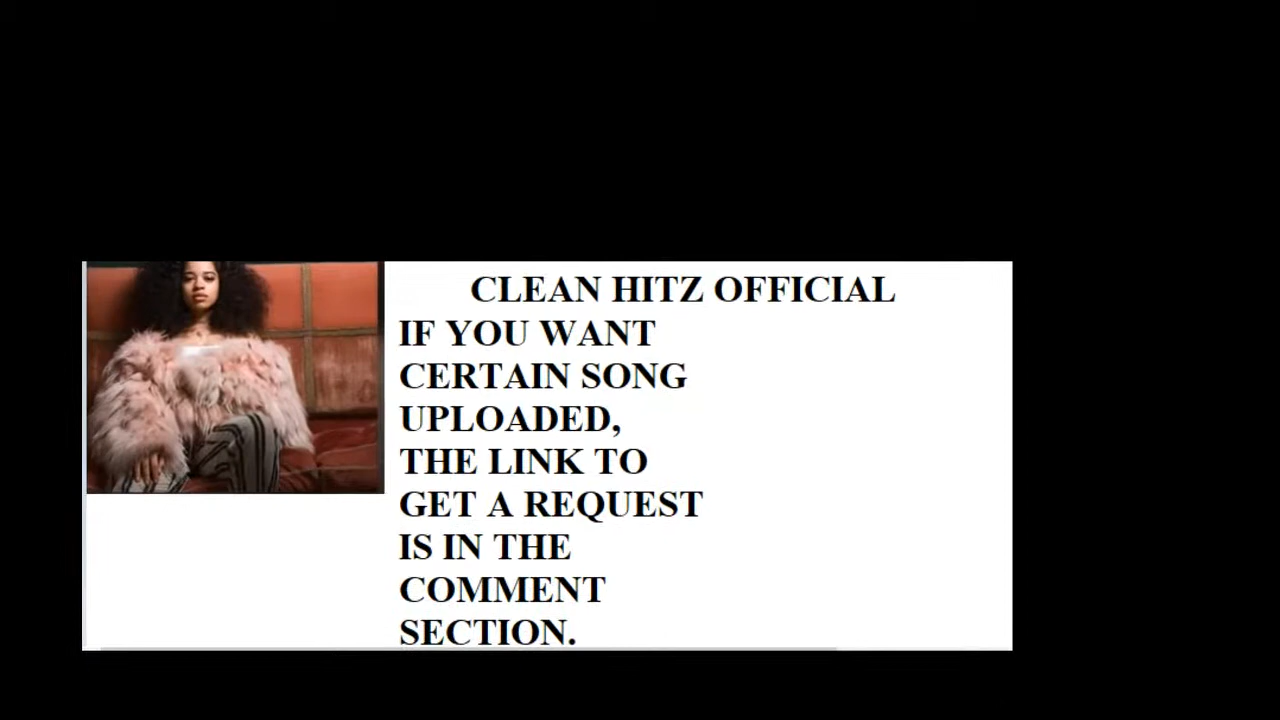 CLEAN HITZ OFFICIAL
IF YOU WANT
CERTAIN SONG
UPLOADED,
THE LINK TO
GET A REQUEST
IS IN THE
COMMENT
SECTION.